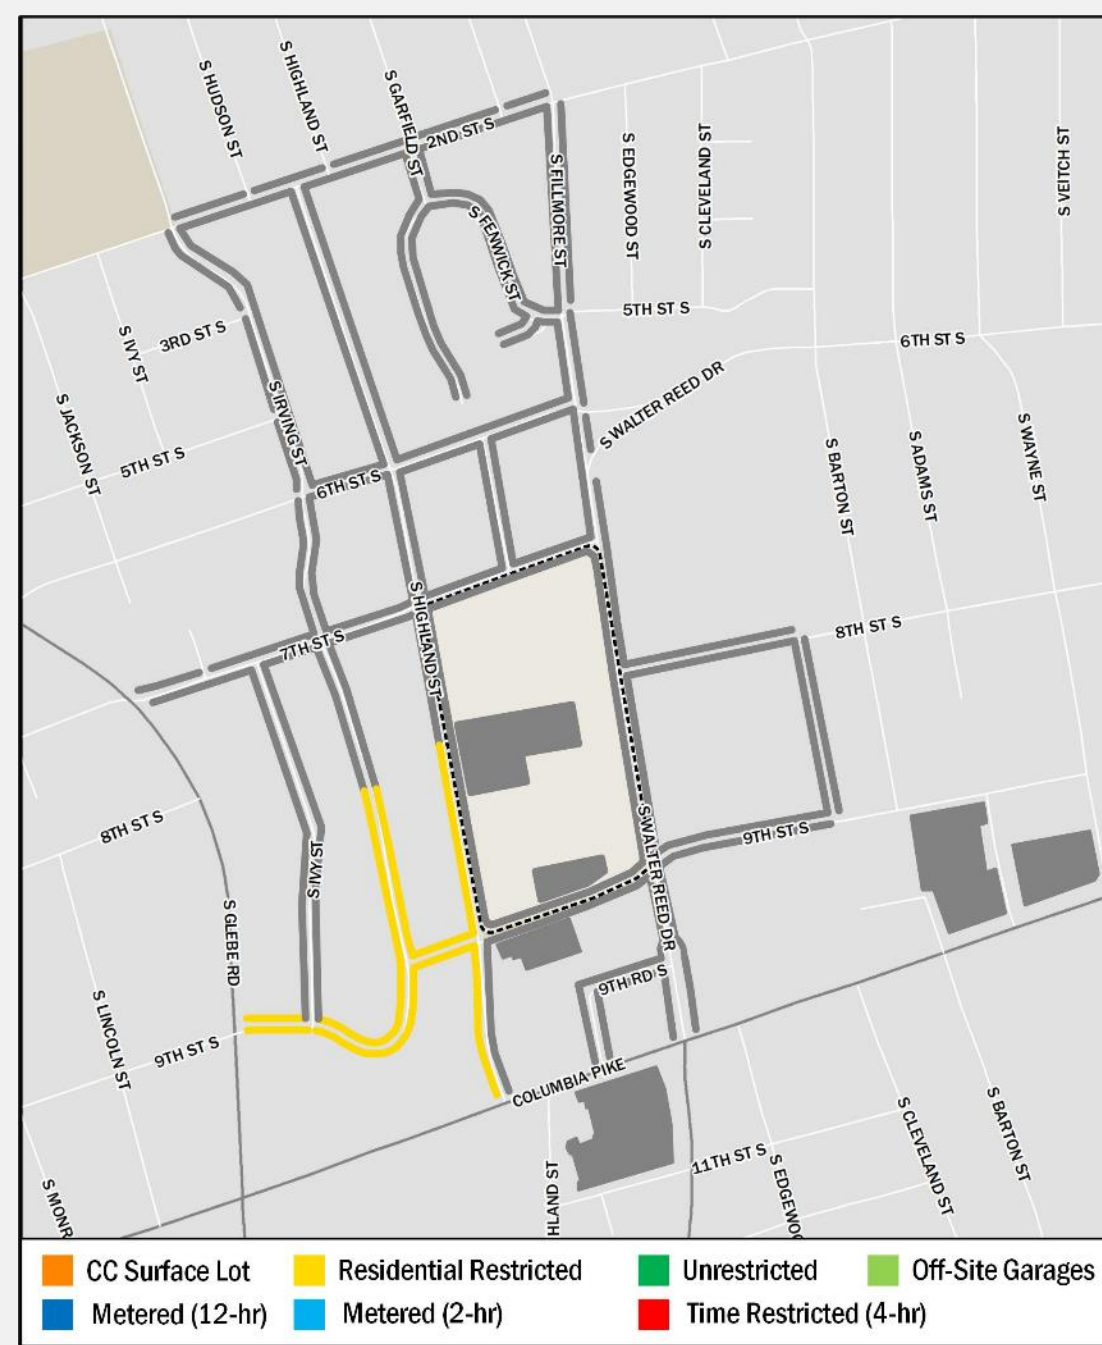 S HUDSON ST
S HIGHLAND ST
S GARFIELD ST
2ND ST S
S FILLMORE ST
S EDGEWOOD ST
S CLEVELAND ST
S VEITCH ST
S FENWICK ST
5TH ST S
3RD ST S
S IVY ST
S JACKSON ST
5TH ST S
S IRVING ST
6TH ST S
S WALTER REED DR
6TH ST S
S BARTON ST
S ADAMS ST
S WAYNE ST
S HIGHLAND ST
7TH ST S
8TH ST S
8TH ST S
S IVY ST
S GLEBE RD
S WALTER REED DR
9TH ST S
9TH RD S
S LINCOLN ST
9TH ST S
COLUMBIA PIKE
S MONR
HLAND ST
11TH ST S
S EDGEWOO
S CLEVELAND ST
S BARTON ST
CC Surface Lot
Residential Restricted
Unrestricted
Off-Site Garages
Metered (12-hr)
Metered (2-hr)
Time Restricted (4-hr)